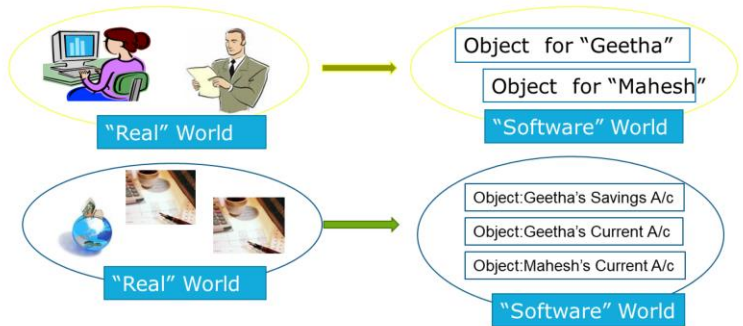 Object for “Geetha”
Object for “Mahesh”
“Real” World
“Software” World
Object:Geetha’s Savings A/c
Object:Geetha’s Current A/c
Object:Mahesh’s Current A/c
“Real” World
“Software” World